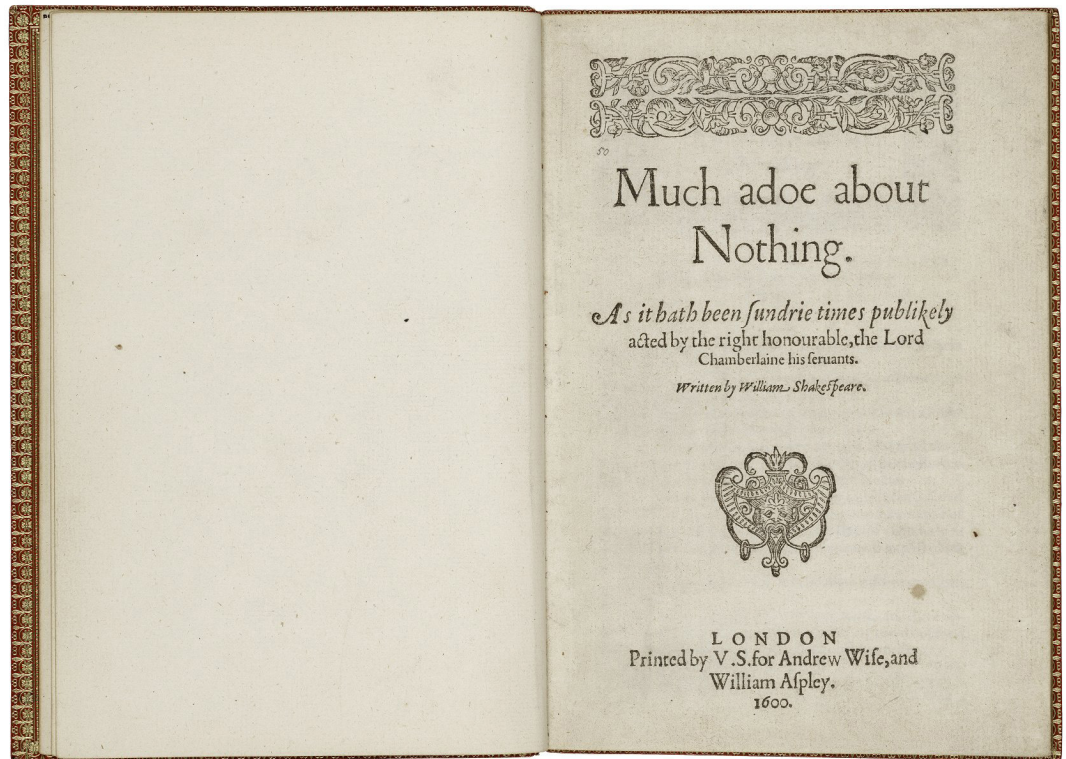 50
Much adoe about
Nothing.
As it hath been ſundrie times publikely
acted by the right honourable, the Lord
Chamberlaine his ſeruants.
Written by William Shakeſpeare.
LONDON
Printed by V.S. for Andrew Wiſe, and
William Aſpley.
1600.